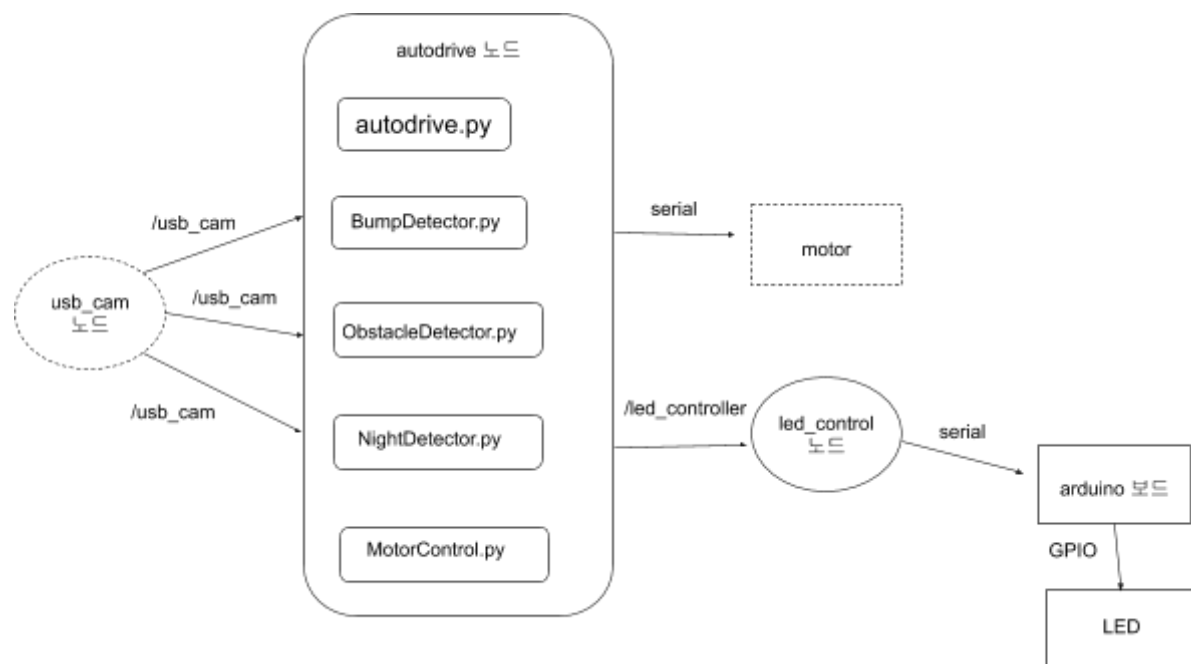 autodrive 노드
autodrive.py
BumpDetector.py
ObstacleDetector.py
NightDetector.py
MotorControl.py
/usb_cam
/usb_cam
/usb_cam
usb_cam
노드
serial
motor
/led_controller
led_control
노드
serial
arduino 보드
GPIO
LED